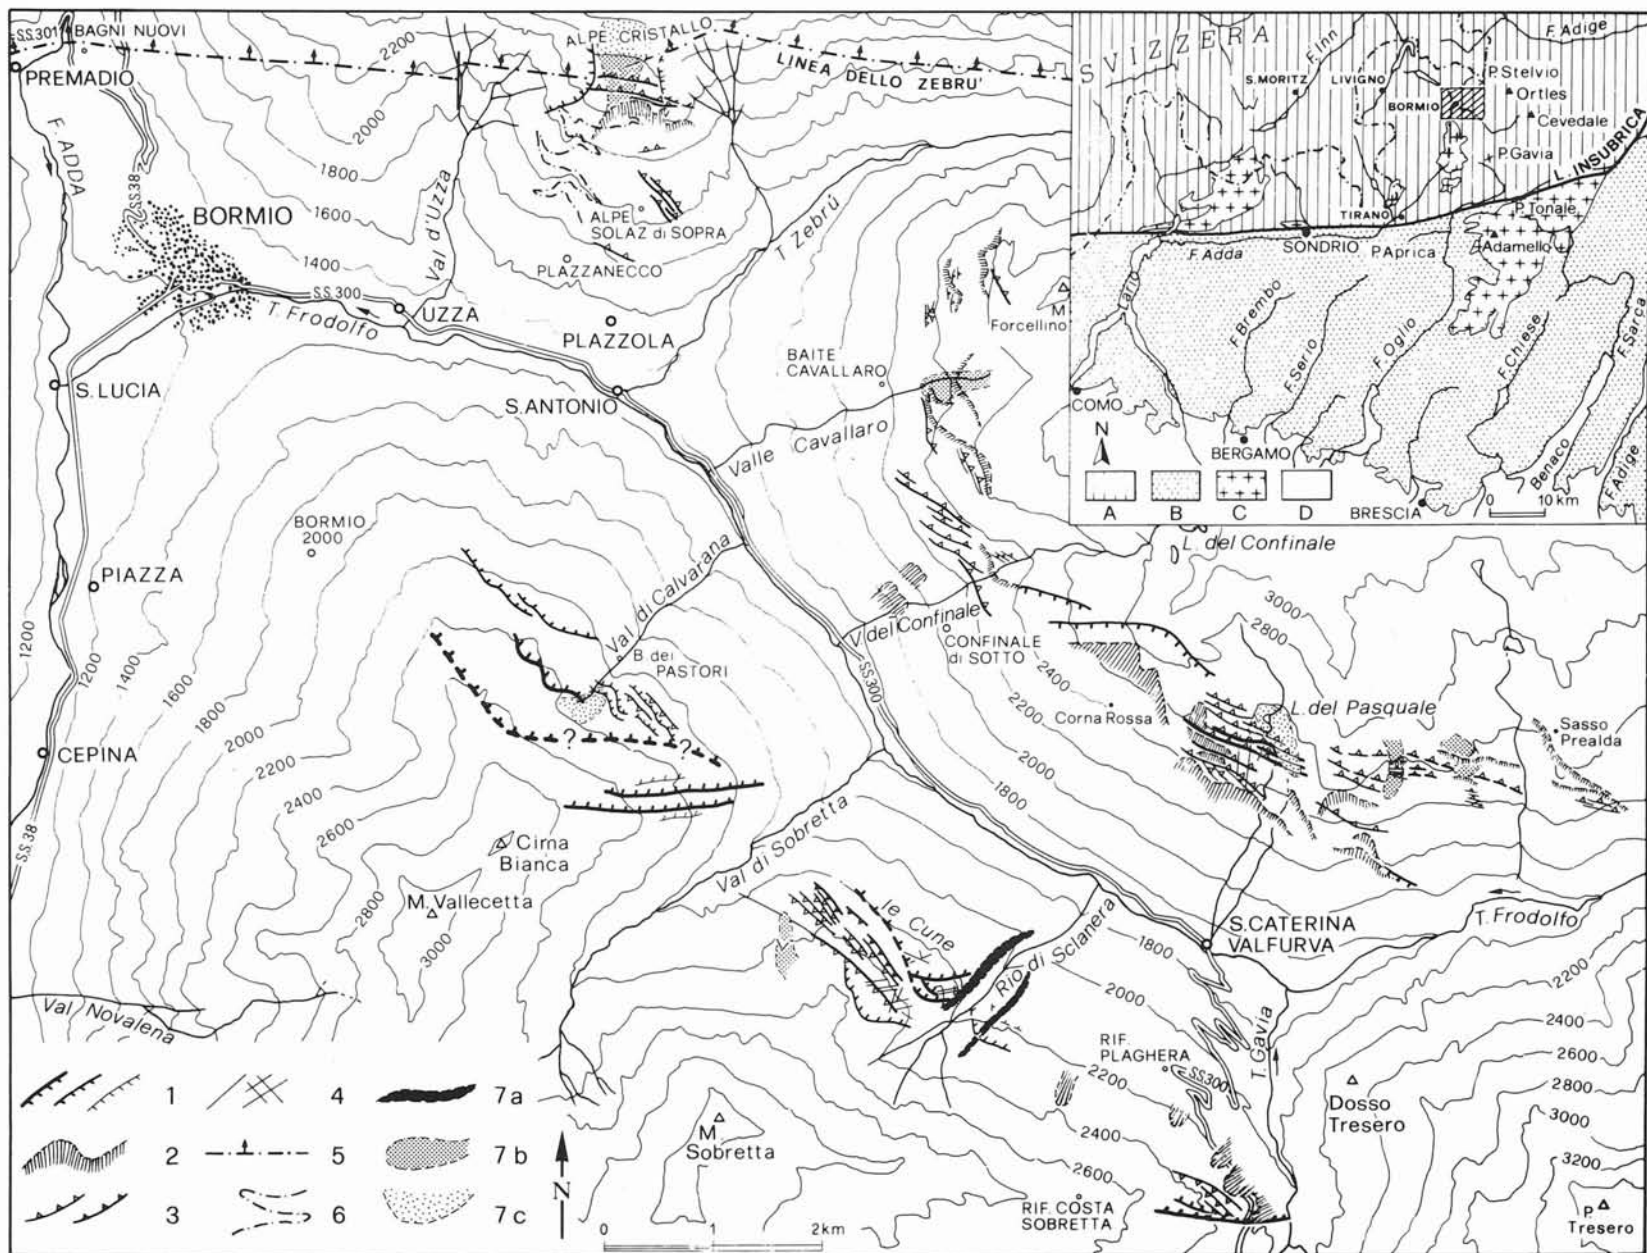 SS.301
BAGNI NUOVI
PREMADIO
F. ADDA
SS 38
BORMIO
2200
2000
1800
1600
1400
ALPE CRISTALLO
LINEA DELLO ZEBRU'
Val d'Uzza
ALPE
SOLAZ di SOPRA
PLAZZANECCO
T. Zebrú
SS.300
UZZA
T. Frodolfo
PLAZZOLA
S. LUCIA
S. ANTONIO
BAITE
CAVALLARO
Valle Cavallaro
M.
Forcellino
SVIZZERA
F. Inn
F. Adige
S. MORITZ
LIVIGNO
P. Stelvio
Ortles
BORMIO
Cevedale
P. Gavia
L. INSUBRICA
TIRANO
P. Tonale
SONDRIO
F. Adda
P. Aprica
Adamello
Lario
F. Brembo
F. Serio
F. Oglio
F. Chiese
F. Sarca
COMO
N
BERGAMO
Benaco
F. Adige
A
B
C
D
BRESCIA
0 10 km
BORMIO
2000
PIAZZA
Val di Calvarana
B. dei
PASTORI
L. del Confinale
V. del Confinale
CONFINALE
di SOTTO
3000
2800
2400
2200
Corna Rossa
L. del Pasquale
Sasso
Prealda
1200
1200
1400
1600
1800
2000
2200
2400
2600
2800
3000
CEPINA
SS.38
? ?
SS.300
2000
1800
Cima
Bianca
M. Vallecetta
Val di Sobretta
le Cune
Rio di Sclanera
S. CATERINA
VALFURVA
T. Frodolfo
1800
2000
2200
2400
2600
Val Novalena
RIF.
PLAGHERA
SS300
T. Gavia
Dosso
Tresero
2200
2400
2600
2800
3000
3200
M.
Sobretta
RIF. COSTA
SOBRETTA
P.
Tresero
1
4
7a
2
5
7b
3
6
7c
N
0 1 2km